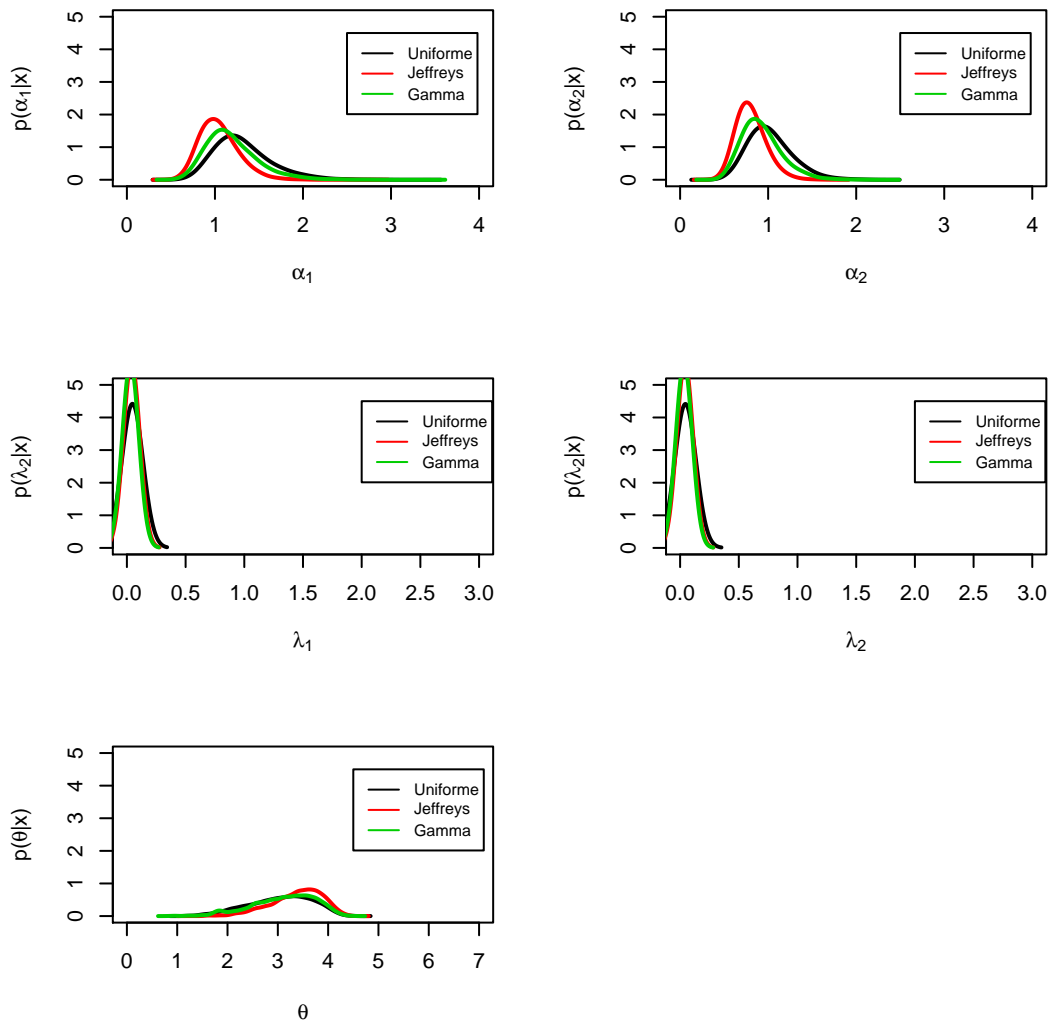 p(α₁|x)
0 1 2 3 4 5
Uniforme
Jeffreys
Gamma
0 1 2 3 4
α₁
p(α₂|x)
0 1 2 3 4 5
Uniforme
Jeffreys
Gamma
0 1 2 3 4
α₂
p(λ₂|x)
0 1 2 3 4 5
Uniforme
Jeffreys
Gamma
0.0 0.5 1.0 1.5 2.0 2.5 3.0
λ₁
p(λ₂|x)
0 1 2 3 4 5
Uniforme
Jeffreys
Gamma
0.0 0.5 1.0 1.5 2.0 2.5 3.0
λ₂
p(θ|x)
0 1 2 3 4 5
Uniforme
Jeffreys
Gamma
0 1 2 3 4 5 6 7
θ